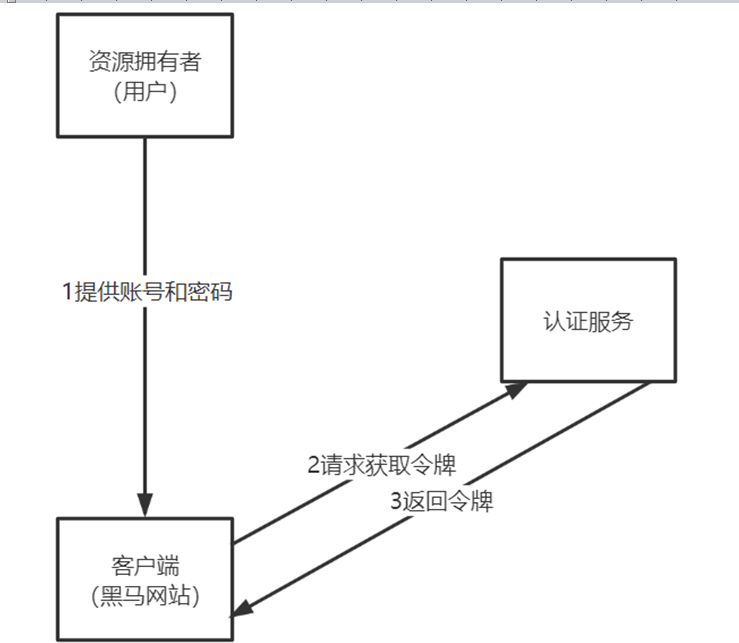 资源拥有者
（用户）
1提供账号和密码
认证服务
2请求获取令牌
3返回令牌
客户端
（黑马网站）